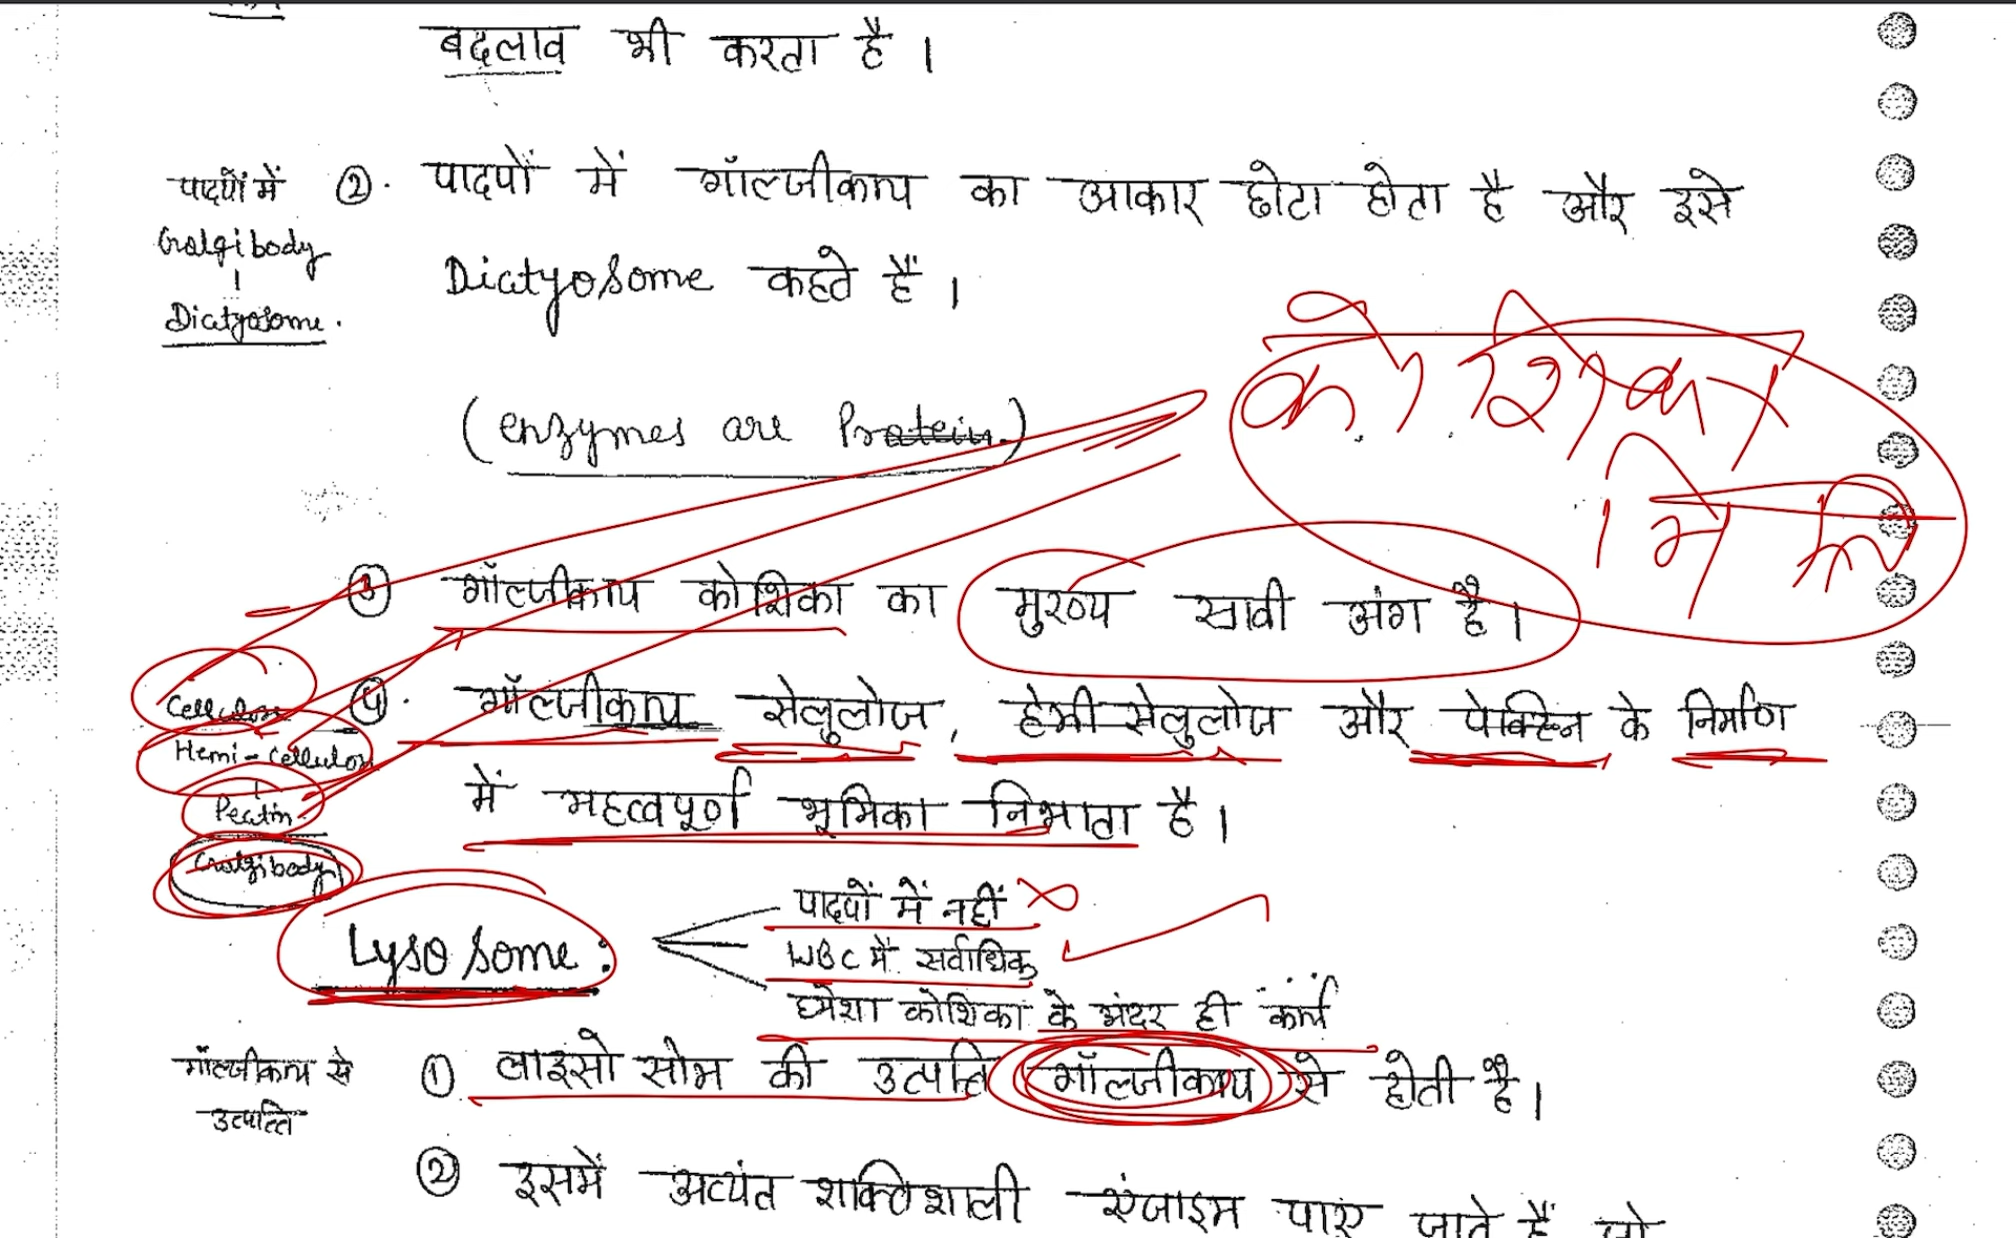 बदलाव भी करता है ।
पादपों में
Golgi body
Dictyosome.
②. पादपों में गॉल्जीकाय का आकार छोटा होता है और इसे
Dictyosome कहते हैं ।
(enzymes are Protein.)
कोशिका
भित्ति
③ गॉल्जीकाय कोशिका का मुख्य स्रावी अंग है ।
Cellulose
Hemi-cellulose
Pectin.
Golgi body
④. गॉल्जीकाय सेलुलोज, हेमी-सेलुलोज और पेक्टिन के निर्माण
में महत्वपूर्ण भूमिका निभाता है ।
Lysosome:
पादपों में नहीं
WBC में सर्वाधिक
हमेशा कोशिका के अंदर ही कार्य
गॉल्जीकाय से
उत्पत्ति
① लाइसोसोम की उत्पत्ति गॉल्जीकाय से होती है ।
② इसमें अत्यंत शक्तिशाली एंजाइम पाए जाते हैं जो